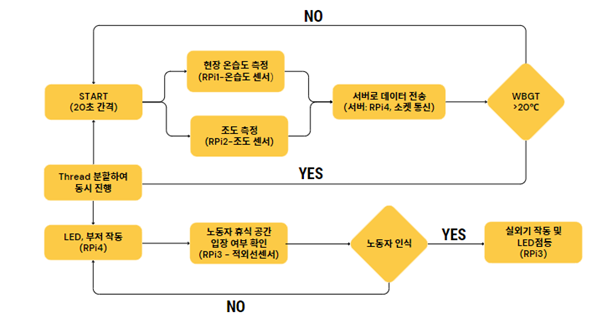 NO
START
(20초 간격)
현장 온습도 측정
(RPi1-온습도 센서)
조도 측정
(RPi2-조도 센서)
서버로 데이터 전송
(서버: RPi4, 소켓 통신)
WBGT
>20℃
YES
Thread 분할하여
동시 진행
LED, 부저 작동
(RPi4)
노동자 휴식 공간
입장 여부 확인
(RPi3 - 적외선센서)
노동자 인식
YES
실외기 작동 및
LED점등
(RPi3)
NO